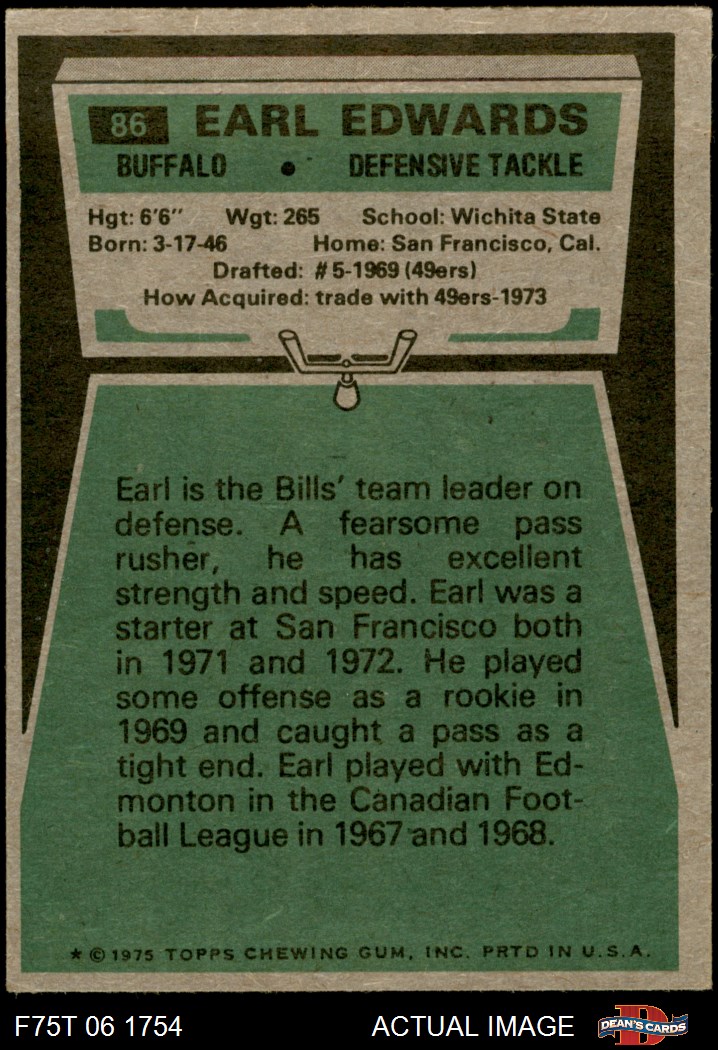 86 EARL EDWARDS
BUFFALO • DEFENSIVE TACKLE
Hgt: 6'6" Wgt: 265 School: Wichita State
Born: 3-17-46 Home: San Francisco, Cal.
Drafted: #5-1969 (49ers)
How Acquired: trade with 49ers-1973
Earl is the Bills' team leader on
defense. A fearsome pass
rusher, he has excellent
strength and speed. Earl was a
starter at San Francisco both
in 1971 and 1972. He played
some offense as a rookie in
1969 and caught a pass as a
tight end. Earl played with Ed-
monton in the Canadian Foot-
ball League in 1967 and 1968.
★ © 1975 TOPPS CHEWING GUM, INC. PRTD IN U.S.A.
F75T 06 1754 ACTUAL IMAGE D DEAN'S CARDS